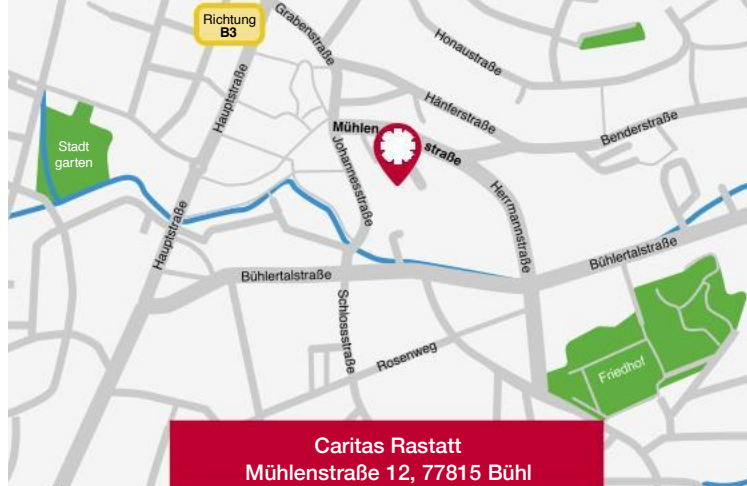 Richtung
B3
Grabenstraße
Honaustraße
Hauptstraße
Hänferstraße
Mühlen
straße
Benderstraße
Stadt
garten
Johannesstraße
Herrmannstraße
Hauptstraße
Bühlertalstraße
Bühlertalstraße
Schlossstraße
Rosenweg
Friedhof
Caritas Rastatt
Mühlenstraße 12, 77815 Bühl